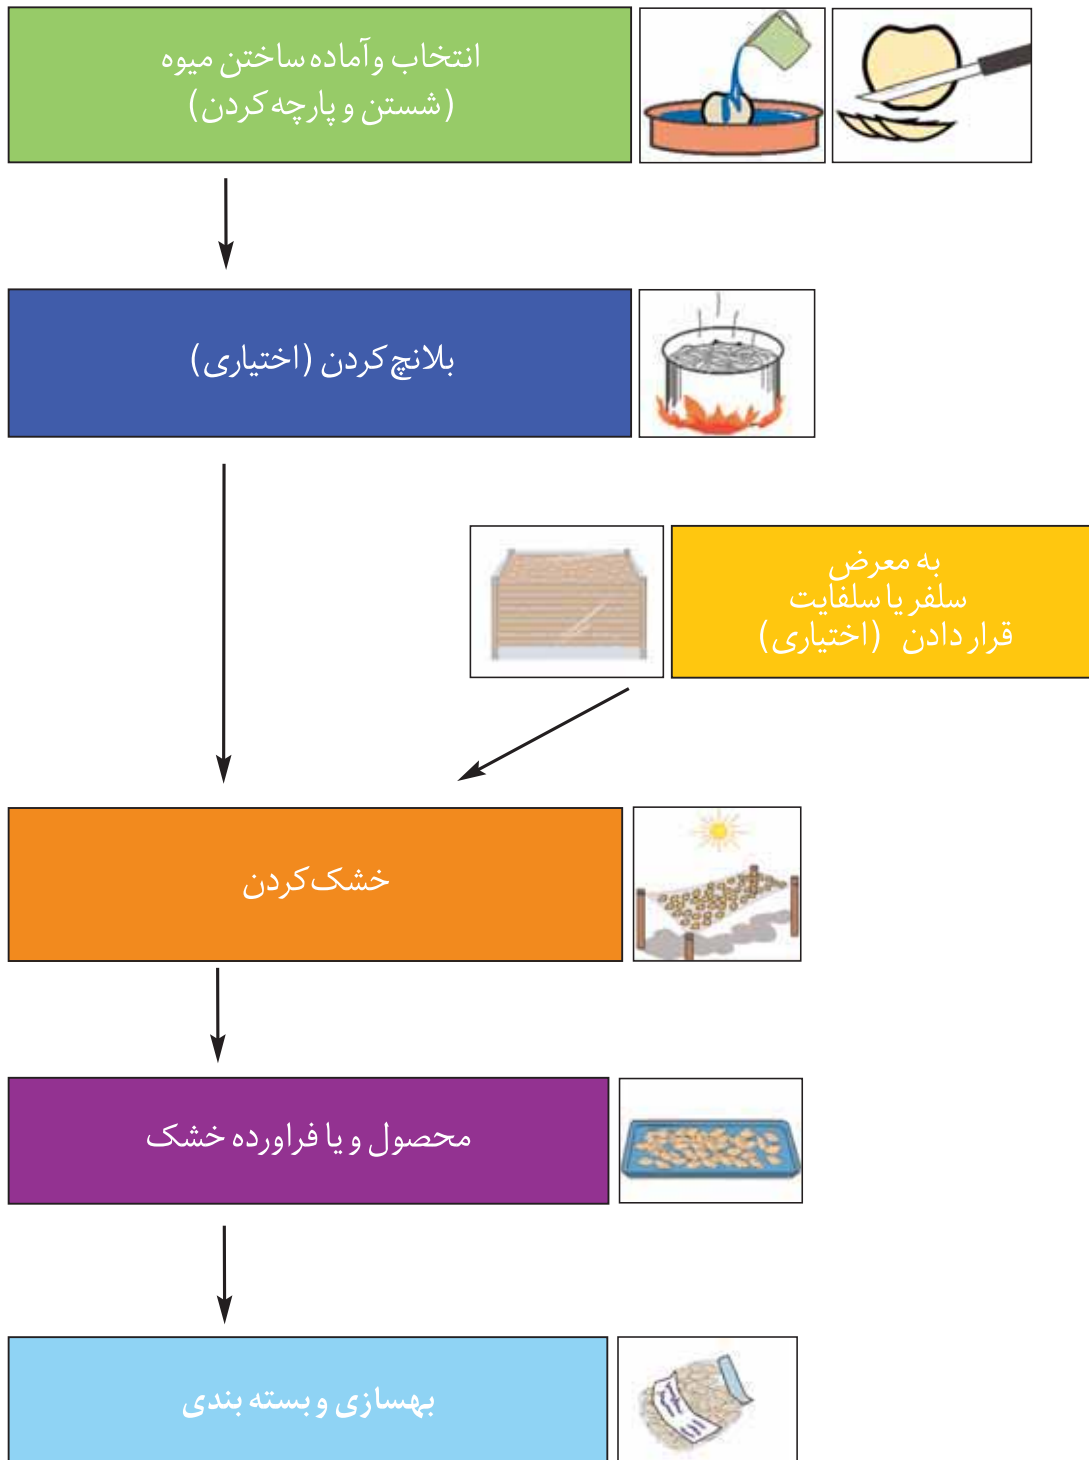 انتخاب وآماده ساختن میوه
(شستن و پارچه کردن)
بلانچ کردن (اختیاری)
به معرض
سلفر یا سلفایت
قرار دادن (اختیاری)
خشک کردن
محصول و یا فراورده خشک
بهسازی و بسته بندی